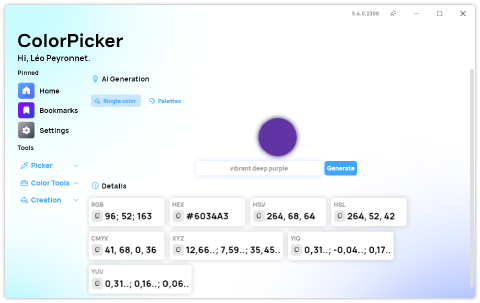 5.4.0.2308
ColorPicker
Hi, Léo Peyronnet.
Pinned
Home
Bookmarks
Settings
Tools
Picker
Color Tools
Creation
AI Generation
Single color
Palettes
vibrant deep purple
Generate
Details
RGB
96; 52; 163
HEX
#6034A3
HSV
264, 68, 64
HSL
264, 52, 42
CMYK
41, 68, 0, 36
XYZ
12,66..; 7,59..; 35,45..
YIQ
0,31..; -0,04..; 0,17..
YUV
0,31..; 0,16..; 0,06..